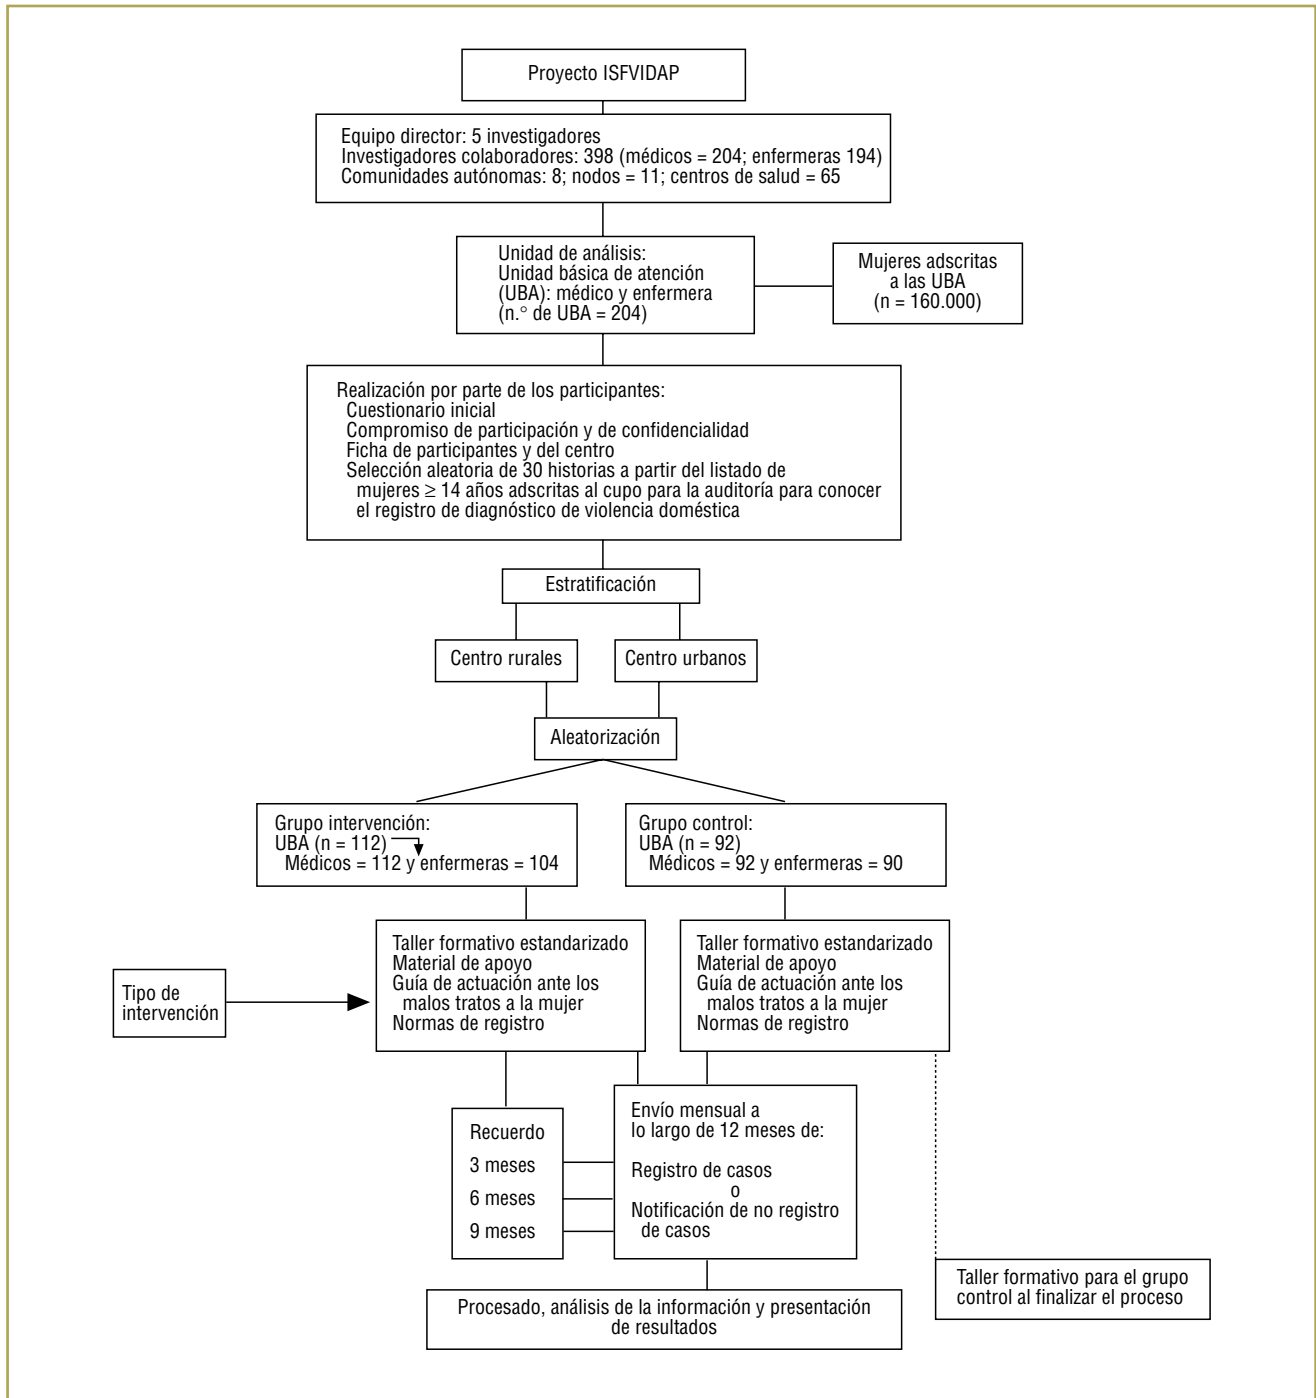 Proyecto ISFVIDAP
Equipo director: 5 investigadores
Investigadores colaboradores: 398 (médicos = 204; enfermeras 194)
Comunidades autónomas: 8; nodos = 11; centros de salud = 65
Unidad de análisis:
Unidad básica de atención
(UBA): médico y enfermera
(n.° de UBA = 204)
Mujeres adscritas
a las UBA
(n = 160.000)
Realización por parte de los participantes:
Cuestionario inicial
Compromiso de participación y de confidencialidad
Ficha de participantes y del centro
Selección aleatoria de 30 historias a partir del listado de
mujeres ≥ 14 años adscritas al cupo para la auditoría para conocer
el registro de diagnóstico de violencia doméstica
Estratificación
Centro rurales
Centro urbanos
Aleatorización
Grupo intervención:
UBA (n = 112)
Médicos = 112 y enfermeras = 104
Grupo control:
UBA (n = 92)
Médicos = 92 y enfermeras = 90
Tipo de
intervención
Taller formativo estandarizado
Material de apoyo
Guía de actuación ante los
malos tratos a la mujer
Normas de registro
Taller formativo estandarizado
Material de apoyo
Guía de actuación ante los
malos tratos a la mujer
Normas de registro
Recuerdo
3 meses
6 meses
9 meses
Envío mensual a
lo largo de 12 meses de:
Registro de casos
o
Notificación de no registro
de casos
Taller formativo para el grupo
control al finalizar el proceso
Procesado, análisis de la información y presentación
de resultados